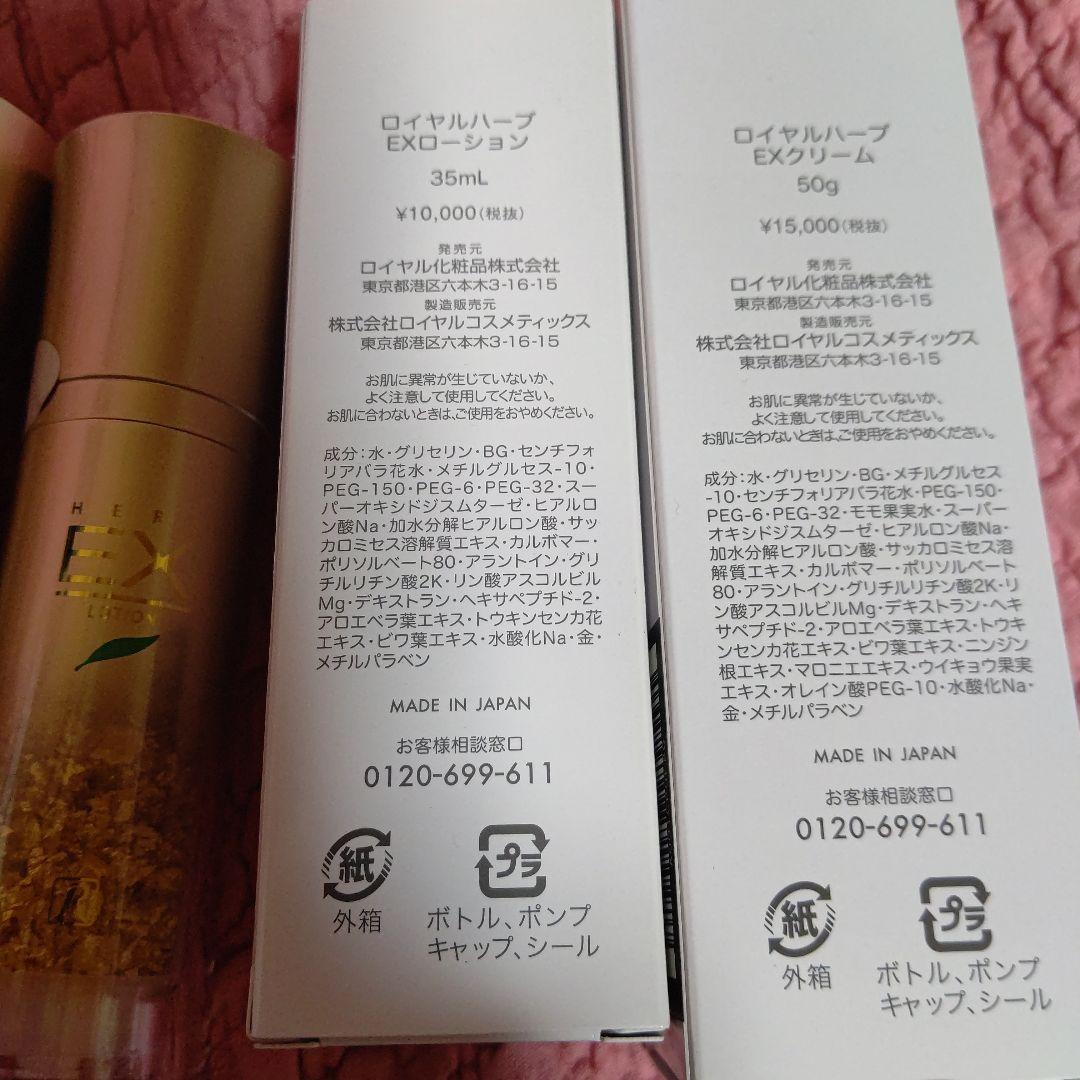 HER
EX
LOTION
ロイヤルハーブ
EXローション
35mL
¥10,000(税抜)
発売元
ロイヤル化粧品株式会社
東京都港区六本木3-16-15
製造販売元
株式会社ロイヤルコスメティックス
東京都港区六本木3-16-15
お肌に異常が生じていないか、
よく注意して使用してください。
お肌に合わないときは、ご使用をおやめください。
成分:水・グリセリン・BG・センチフォ
リアバラ花水・メチルグルセス-10・
PEG-150・PEG-6・PEG-32・スー
パーオキシドジスムターゼ・ヒアルロ
ン酸Na・加水分解ヒアルロン酸・サッ
カロミセス溶解質エキス・カルボマー・
ポリソルベート80・アラントイン・グリ
チルリチン酸2K・リン酸アスコルビル
Mg・デキストラン・ヘキサペプチド-2・
アロエベラ葉エキス・トウキンセンカ花
エキス・ビワ葉エキス・水酸化Na・金・
メチルパラベン
MADE IN JAPAN
お客様相談窓口
0120-699-611
紙
外箱
プラ
ボトル、ポンプ
キャップ、シール
ロイヤルハーブ
EXクリーム
50g
¥15,000(税抜)
発売元
ロイヤル化粧品株式会社
東京都港区六本木3-16-15
製造販売元
株式会社ロイヤルコスメティックス
東京都港区六本木3-16-15
お肌に異常が生じていないか、
よく注意して使用してください。
お肌に合わないときは、ご使用をおやめください。
成分:水・グリセリン・BG・メチルグルセス
-10・センチフォリアバラ花水・PEG-150・
PEG-6・PEG-32・モモ果実水・スーパー
オキシドジスムターゼ・ヒアルロン酸Na・
加水分解ヒアルロン酸・サッカロミセス溶
解質エキス・カルボマー・ポリソルベート
80・アラントイン・グリチルリチン酸2K・リ
ン酸アスコルビルMg・デキストラン・ヘキ
サペプチド-2・アロエベラ葉エキス・トウキ
ンセンカ花エキス・ビワ葉エキス・ニンジン
根エキス・マロニエエキス・ウイキョウ果実
エキス・オレイン酸PEG-10・水酸化Na・
金・メチルパラベン
MADE IN JAPAN
お客様相談窓口
0120-699-611
紙
外箱
プラ
ボトル、ポンプ
キャップ、シール